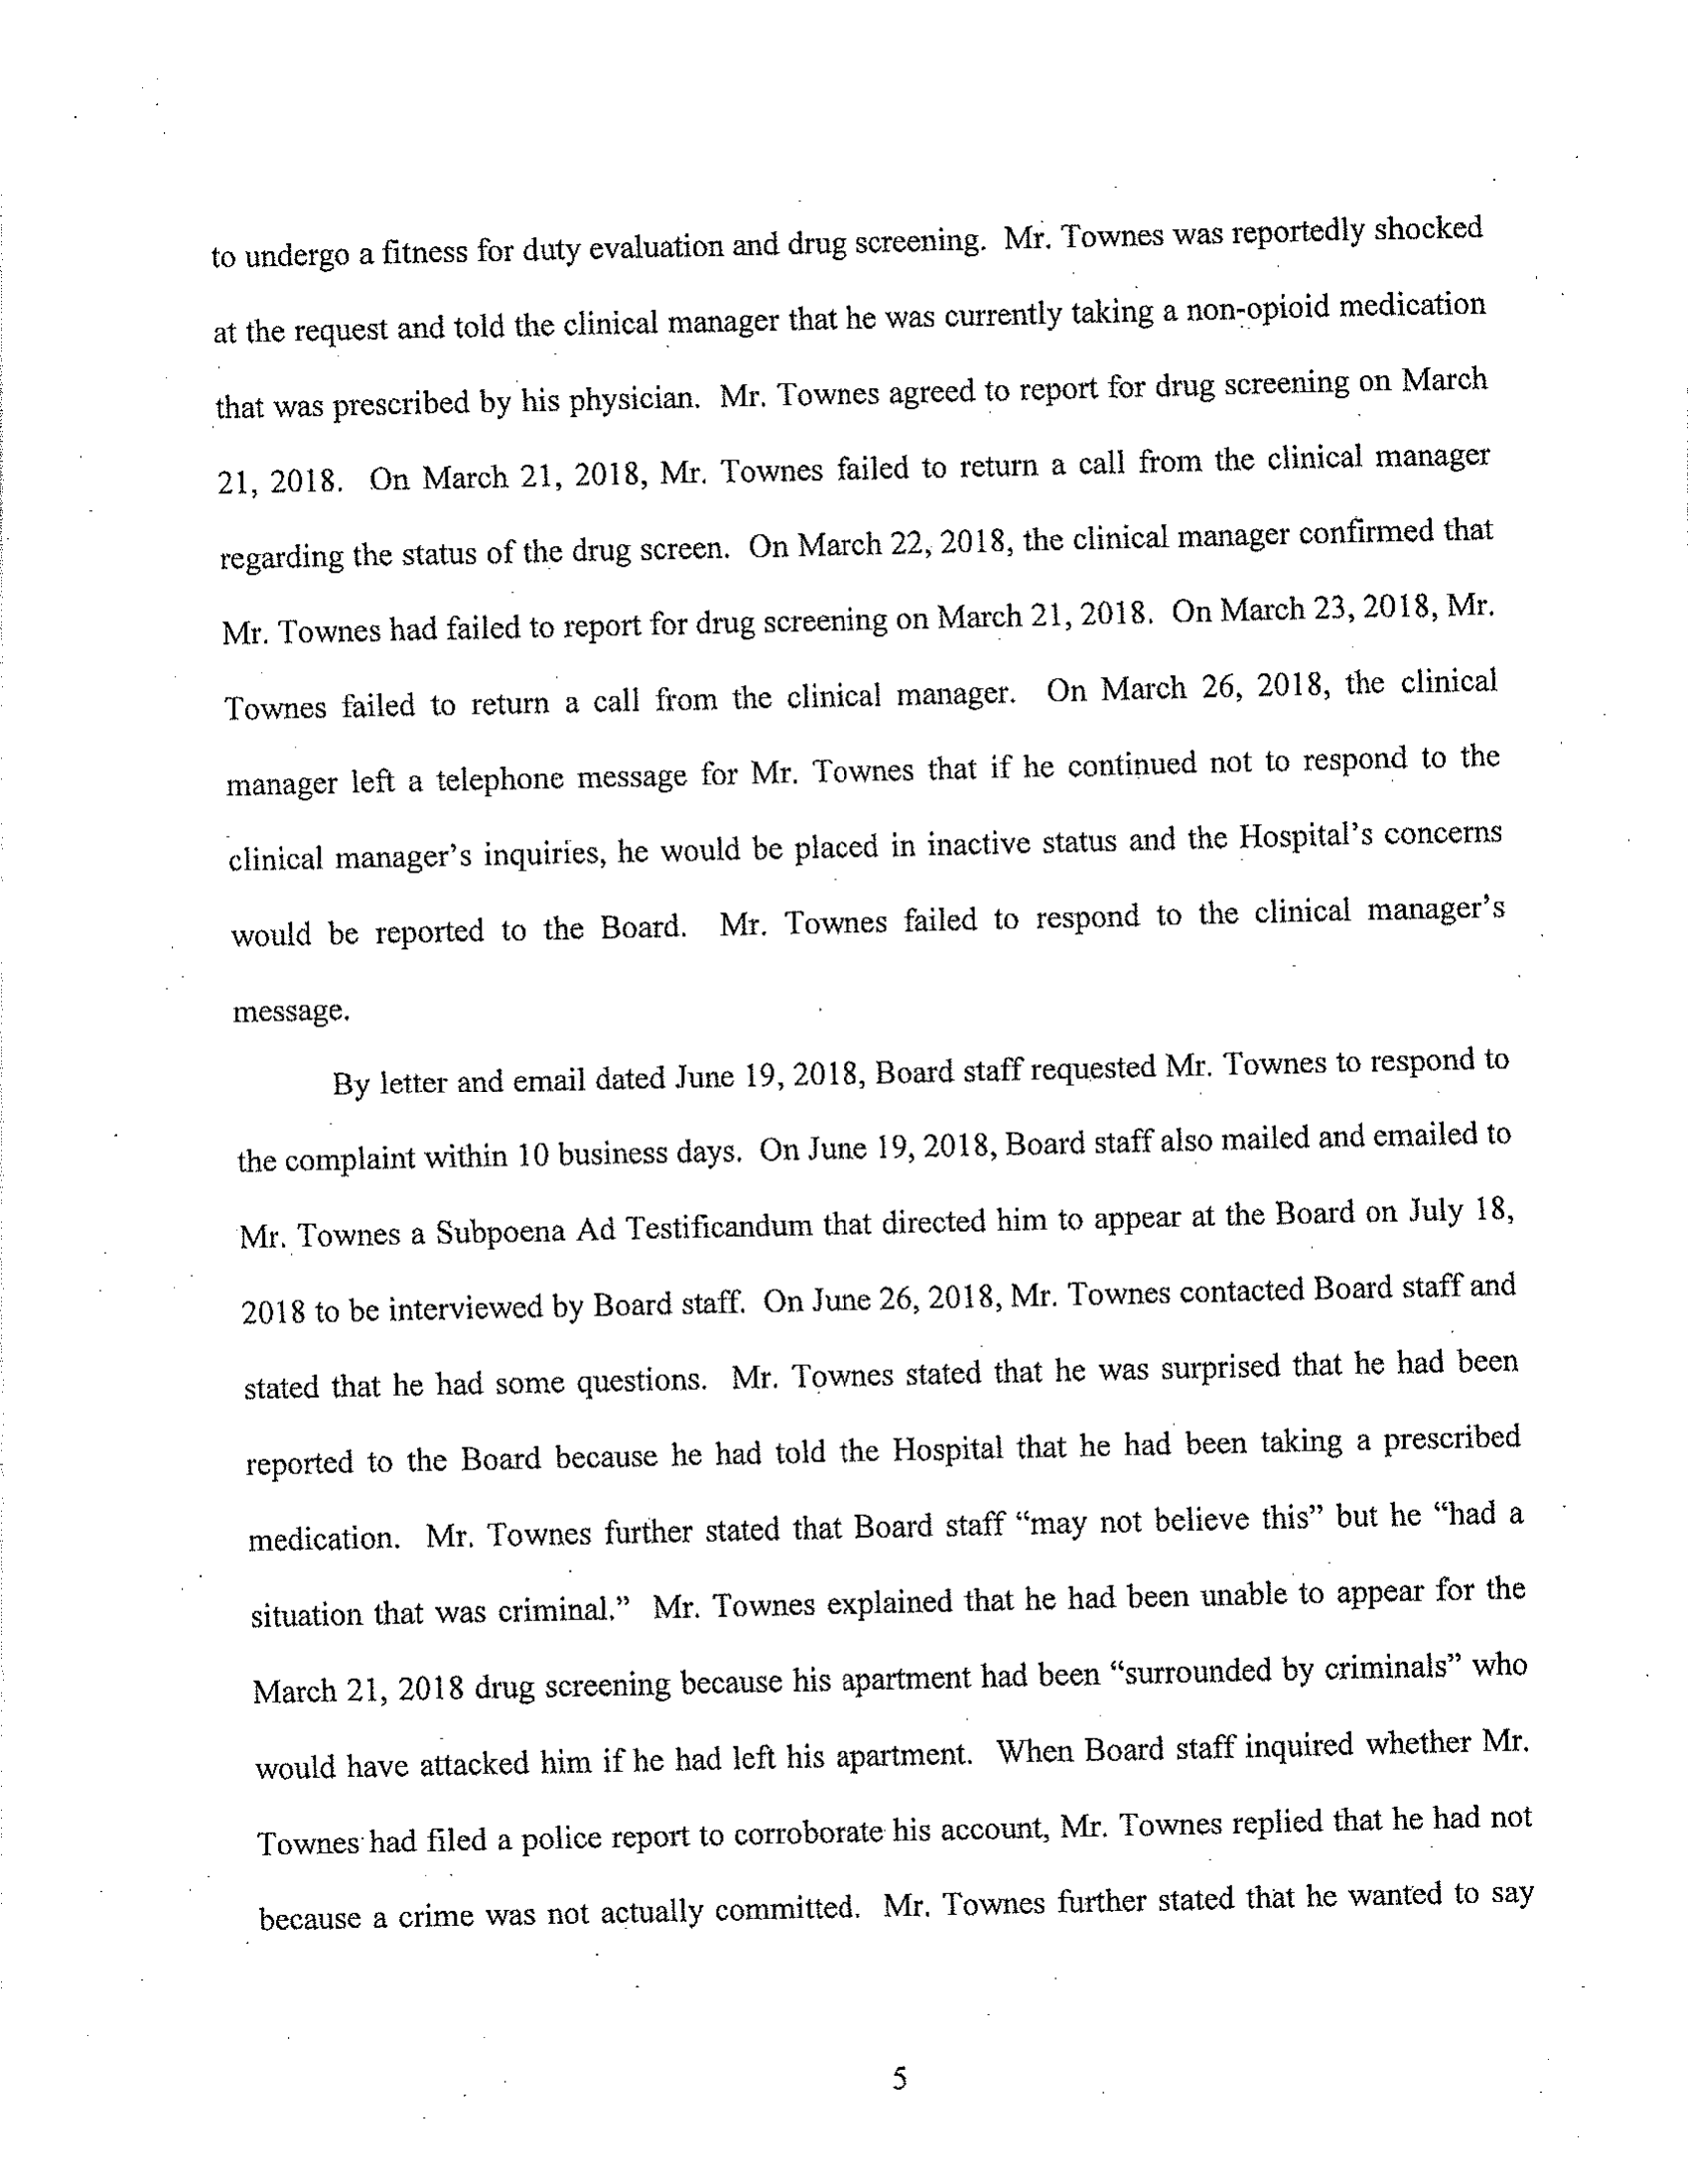 to undergo a fitness for duty evaluation and drug screening. Mr. Townes was reportedly shocked
at the request and told the clinical manager that he was currently taking a non-opioid medication
that was prescribed by his physician. Mr. Townes agreed to report for drug screening on March
21, 2018. On March 21, 2018, Mr. Townes failed to return a call from the clinical manager
regarding the status of the drug screen. On March 22, 2018, the clinical manager confirmed that
Mr. Townes had failed to report for drug screening on March 21, 2018. On March 23, 2018, Mr.
Townes failed to return a call from the clinical manager. On March 26, 2018, the clinical
manager left a telephone message for Mr. Townes that if he continued not to respond to the
clinical manager's inquiries, he would be placed in inactive status and the Hospital's concerns
would be reported to the Board. Mr. Townes failed to respond to the clinical manager's
message.
By letter and email dated June 19, 2018, Board staff requested Mr. Townes to respond to
the complaint within 10 business days. On June 19, 2018, Board staff also mailed and emailed to
Mr. Townes a Subpoena Ad Testificandum that directed him to appear at the Board on July 18,
2018 to be interviewed by Board staff. On June 26, 2018, Mr. Townes contacted Board staff and
stated that he had some questions. Mr. Townes stated that he was surprised that he had been
reported to the Board because he had told the Hospital that he had been taking a prescribed
medication. Mr. Townes further stated that Board staff “may not believe this” but he “had a
situation that was criminal.” Mr. Townes explained that he had been unable to appear for the
March 21, 2018 drug screening because his apartment had been “surrounded by criminals” who
would have attacked him if he had left his apartment. When Board staff inquired whether Mr.
Townes had filed a police report to corroborate his account, Mr. Townes replied that he had not
because a crime was not actually committed. Mr. Townes further stated that he wanted to say
5